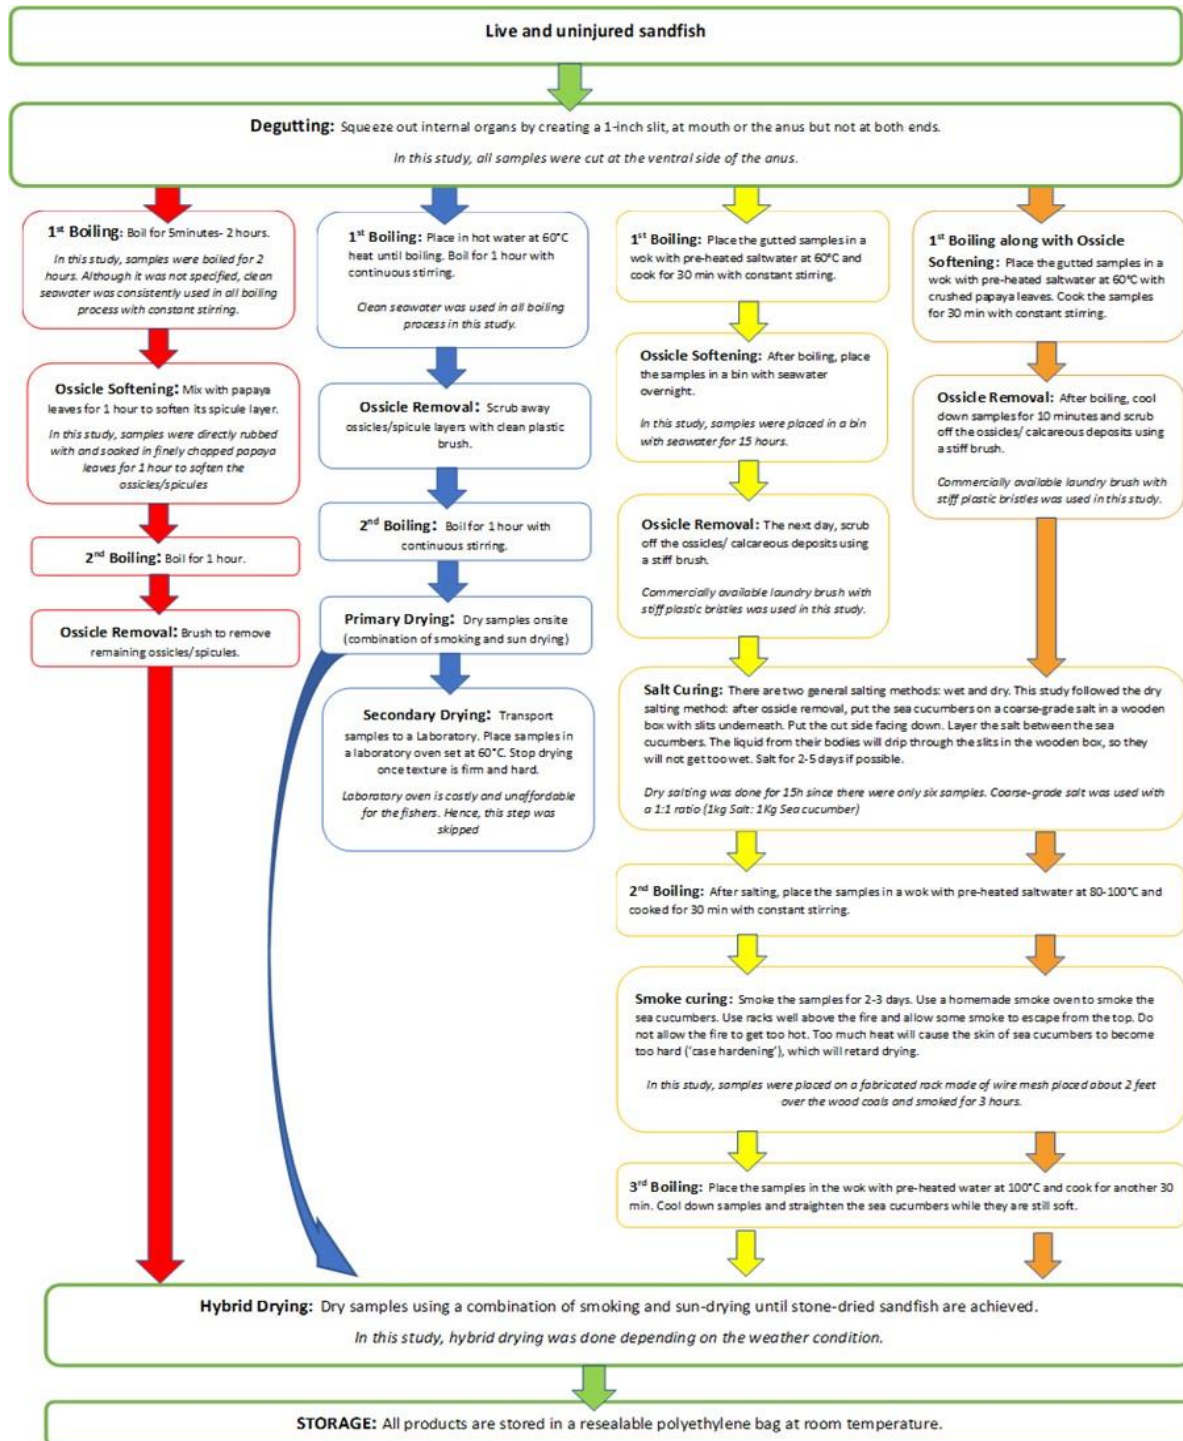 Live and uninjured sandfish
Degutting: Squeeze out internal organs by creating a 1-inch slit, at mouth or the anus but not at both ends.
In this study, all samples were cut at the ventral side of the anus.
1st Boiling: Boil for 5minutes- 2 hours.
In this study, samples were boiled for 2
hours. Although it was not specified, clean
seawater was consistently used in all boiling
process with constant stirring.
Ossicle Softening: Mix with papaya
leaves for 1 hour to soften its spicule layer.
In this study, samples were directly rubbed
with and soaked in finely chopped papaya
leaves for 1 hour to soften the
ossicles/spicules
2nd Boiling: Boil for 1 hour.
Ossicle Removal: Brush to remove
remaining ossicles/spicules.
1st Boiling: Place in hot water at 60°C
heat until boiling. Boil for 1 hour with
continuous stirring.
Clean seawater was used in all boiling
process in this study.
Ossicle Removal: Scrub away
ossicles/spicule layers with clean plastic
brush.
2nd Boiling: Boil for 1 hour with
continuous stirring.
Primary Drying: Dry samples onsite
(combination of smoking and sun drying)
Secondary Drying: Transport
samples to a Laboratory. Place samples in
a laboratory oven set at 60°C. Stop drying
once texture is firm and hard.
Laboratory oven is costly and unaffordable
for the fishers. Hence, this step was
skipped
1st Boiling: Place the gutted samples in a
wok with pre-heated saltwater at 60°C and
cook for 30 min with constant stirring.
Ossicle Softening: After boiling, place
the samples in a bin with seawater
overnight.
In this study, samples were placed in a bin
with seawater for 15 hours.
Ossicle Removal: The next day, scrub
off the ossicles/ calcareous deposits using
a stiff brush.
Commercially available laundry brush with
stiff plastic bristles was used in this study.
1st Boiling along with Ossicle
Softening: Place the gutted samples in a
wok with pre-heated saltwater at 60°C with
crushed papaya leaves. Cook the samples
for 30 min with constant stirring.
Ossicle Removal: After boiling, cool
down samples for 10 minutes and scrub
off the ossicles/ calcareous deposits using
a stiff brush.
Commercially available laundry brush with
stiff plastic bristles was used in this study.
Salt Curing: There are two general salting methods: wet and dry. This study followed the dry
salting method: after ossicle removal, put the sea cucumbers on a coarse-grade salt in a wooden
box with slits underneath. Put the cut side facing down. Layer the salt between the sea
cucumbers. The liquid from their bodies will drip through the slits in the wooden box, so they
will not get too wet. Salt for 2-5 days if possible.
Dry salting was done for 15h since there were only six samples. Coarse-grade salt was used with
a 1:1 ratio (1kg Salt: 1Kg Sea cucumber)
2nd Boiling: After salting, place the samples in a wok with pre-heated saltwater at 80-100°C and
cooked for 30 min with constant stirring.
Smoke curing: Smoke the samples for 2-3 days. Use a homemade smoke oven to smoke the
sea cucumbers. Use racks well above the fire and allow some smoke to escape from the top. Do
not allow the fire to get too hot. Too much heat will cause the skin of sea cucumbers to become
too hard ('case hardening'), which will retard drying.
In this study, samples were placed on a fabricated rack made of wire mesh placed about 2 feet
over the wood coals and smoked for 3 hours.
3rd Boiling: Place the samples in the wok with pre-heated water at 100°C and cook for another 30
min. Cool down samples and straighten the sea cucumbers while they are still soft.
Hybrid Drying: Dry samples using a combination of smoking and sun-drying until stone-dried sandfish are achieved.
In this study, hybrid drying was done depending on the weather condition.
STORAGE: All products are stored in a resealable polyethylene bag at room temperature.